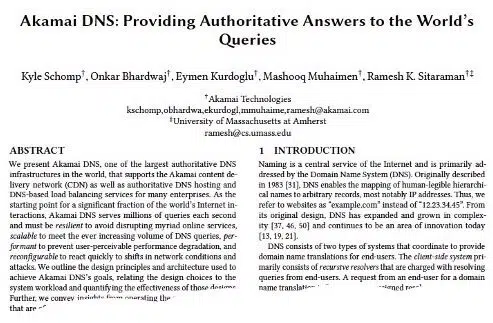 Akamai DNS: Providing Authoritative Answers to the World's
Queries
Kyle Schomp†, Onkar Bhardwaj†, Eymen Kurdoglu†, Mashooq Muhaimen†, Ramesh K. Sitaraman†‡
†Akamai Technologies
kschomp,obhardwa,ekurdogl,mmuhaime,ramesh@akamai.com
‡University of Massachusetts at Amherst
ramesh@cs.umass.edu
ABSTRACT
We present Akamai DNS, one of the largest authoritative DNS
infrastructures in the world, that supports the Akamai content de-
livery network (CDN) as well as authoritative DNS hosting and
DNS-based load balancing services for many enterprises. As the
starting point for a significant fraction of the world's Internet in-
teractions, Akamai DNS serves millions of queries each second
and must be resilient to avoid disrupting myriad online services,
scalable to meet the ever increasing volume of DNS queries, per-
formant to prevent user-perceivable performance degradation, and
reconfigurable to react quickly to shifts in network conditions and
attacks. We outline the design principles and architecture used to
achieve Akamai DNS's goals, relating the design choices to the
system workload and quantifying the effectiveness of those designs.
Further, we convey insights from operating the
that are
1 INTRODUCTION
Naming is a central service of the Internet and is primarily ad-
dressed by the Domain Name System (DNS). Originally described
in 1983 [31], DNS enables the mapping of human-legible hierarchi-
cal names to arbitrary records, most notably IP addresses. Thus, we
refer to websites as "example.com" instead of "12.23.34.45". From
its original design, DNS has expanded and grown in complex-
ity [37, 46, 50] and continues to be an area of innovation today
[13, 19, 21].
DNS consists of two types of systems that coordinate to provide
domain name translations for end-users. The client-side system pri-
marily consists of recursive resolvers that are charged with resolving
queries from end-users. A request from an end-user for a domain
name